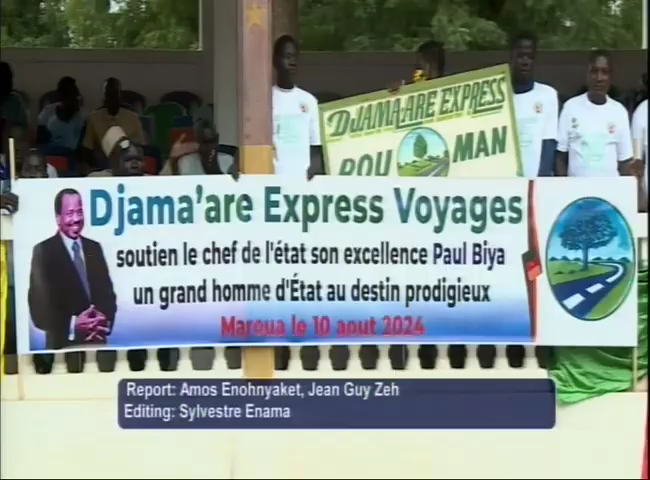 DJAMA'ARE EXPRESS
ROU MAN
Djama'are Express Voyages
soutien le chef de l'état son excellence Paul Biya
un grand homme d'État au destin prodigieux
Maroua le 10 aout 2024
Report: Amos Enohnyaket, Jean Guy Zeh
Editing: Sylvestre Enama